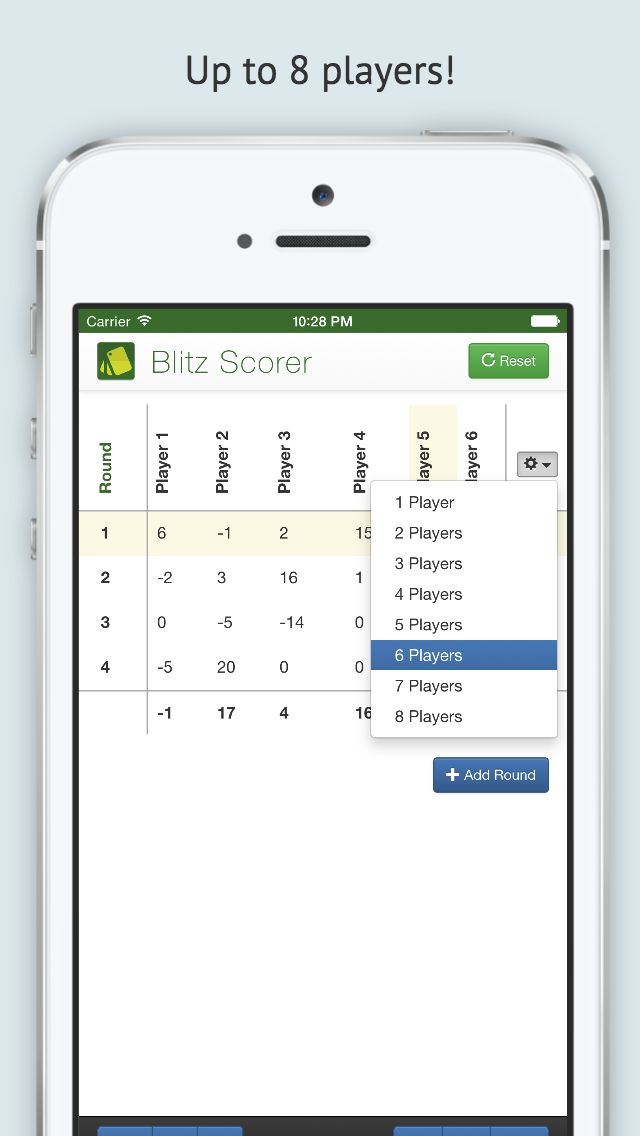 Up to 8 players!
Carrier 10:28 PM
Blitz Scorer Reset
Round Player 1 Player 2 Player 3 Player 4 layer 5 layer 6
1 6 -1 2 15
2 -2 3 16 1
3 0 -5 -14 0
4 -5 20 0 0
-1 17 4 16
1 Player
2 Players
3 Players
4 Players
5 Players
6 Players
7 Players
8 Players
Add Round